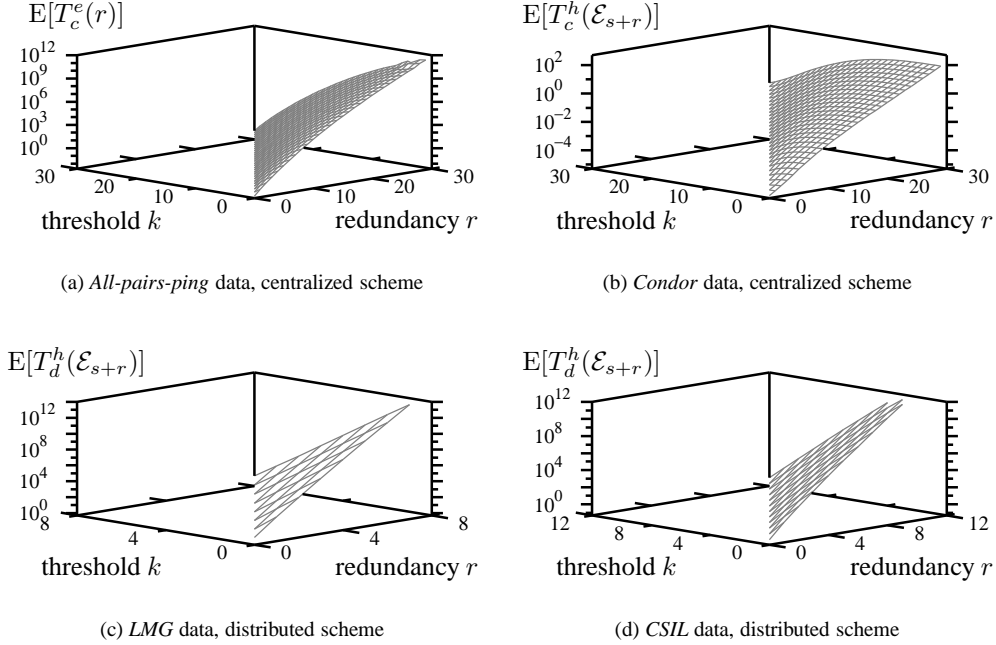 E[T_c^e(r)]
10^12
10^9
10^6
10^3
10^0
30
20
10
0
0
10
20
30
threshold k
redundancy r
(a) All-pairs-ping data, centralized scheme
E[T_c^h(ℰ_{s+r})]
10^2
10^0
10^−2
10^−4
30
20
10
0
0
10
20
30
threshold k
redundancy r
(b) Condor data, centralized scheme
E[T_d^h(ℰ_{s+r})]
10^12
10^8
10^4
10^0
8
4
0
0
4
8
threshold k
redundancy r
(c) LMG data, distributed scheme
E[T_d^h(ℰ_{s+r})]
10^12
10^8
10^4
10^0
12
8
4
0
0
4
8
12
threshold k
redundancy r
(d) CSIL data, distributed scheme